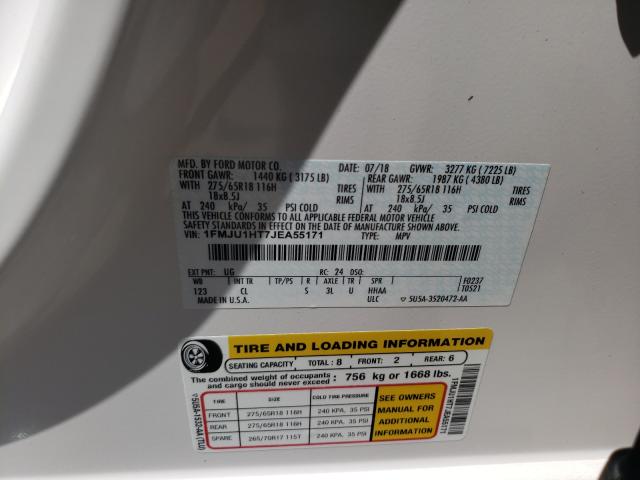 MFD. BY FORD MOTOR CO.
DATE: 07/18 GVWR: 3277 KG ( 7225 LB)
FRONT GAWR: 1440 KG ( 3175 LB) REAR GAWR: 1987 KG ( 4380 LB)
WITH 275/65R18 116H TIRES WITH 275/65R18 116H TIRES
18x8.5J RIMS 18x8.5J RIMS
AT 240 kPa/ 35 PSI COLD AT 240 kPa/ 35 PSI COLD
THIS VEHICLE CONFORMS TO ALL APPLICABLE FEDERAL MOTOR VEHICLE
SAFETY STANDARDS IN EFFECT ON THE DATE OF MANUFACTURE SHOWN ABOVE.
VIN: 1FMJU1HT7JEA55171 TYPE: MPV
EXT PNT: UG RC: 24 DSO: F0237
WB INT TR TP/PS R AXLE TR SPR T0521
123 CL S 3L U HHAA
MADE IN U.S.A. ULC 5U5A-3520472-AA
TIRE AND LOADING INFORMATION
SEATING CAPACITY TOTAL: 8 FRONT: 2 REAR: 6
The combined weight of occupants and cargo should never exceed: 756 kg or 1668 lbs.
TIRE SIZE COLD TIRE PRESSURE
FRONT 275/65R18 116H 240 KPA, 35 PSI
REAR 275/65R18 116H 240 KPA, 35 PSI
SPARE 265/70R17 115T 240 KPA, 35 PSI
SEE OWNERS
MANUAL FOR
ADDITIONAL
INFORMATION
1FMJU1HT7JEA55171